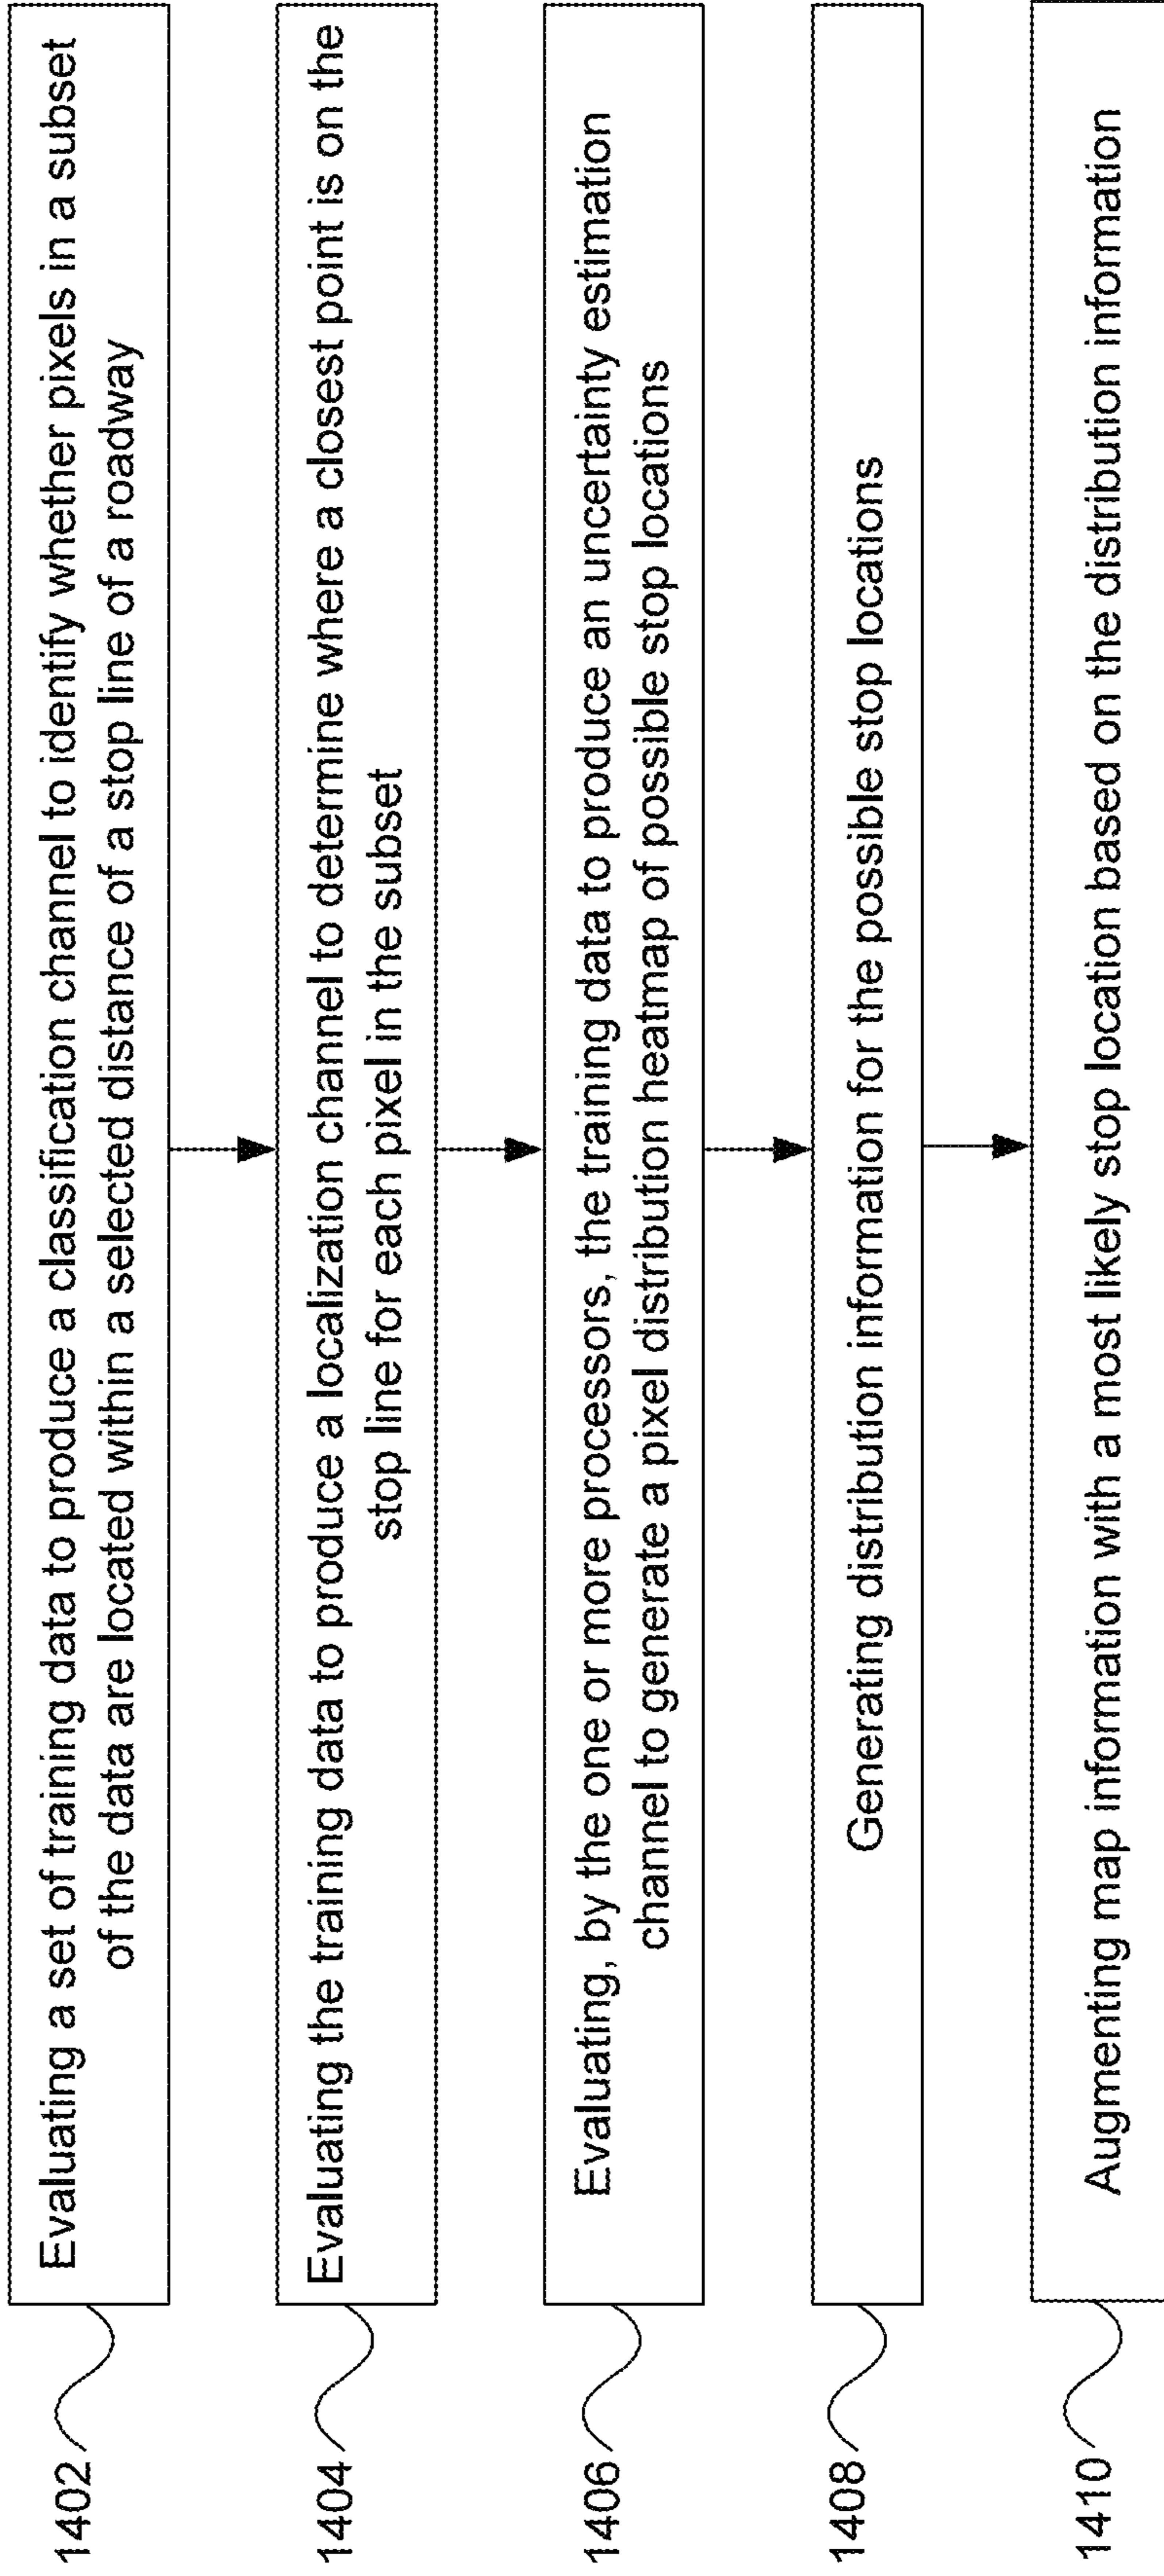 1402
Evaluating a set of training data to produce a classification channel to identify whether pixels in a subset
of the data are located within a selected distance of a stop line of a roadway
1404
Evaluating the training data to produce a localization channel to determine where a closest point is on the
stop line for each pixel in the subset
1406
Evaluating, by the one or more processors, the training data to produce an uncertainty estimation
channel to generate a pixel distribution heatmap of possible stop locations
1408
Generating distribution information for the possible stop locations
1410
Augmenting map information with a most likely stop location based on the distribution information